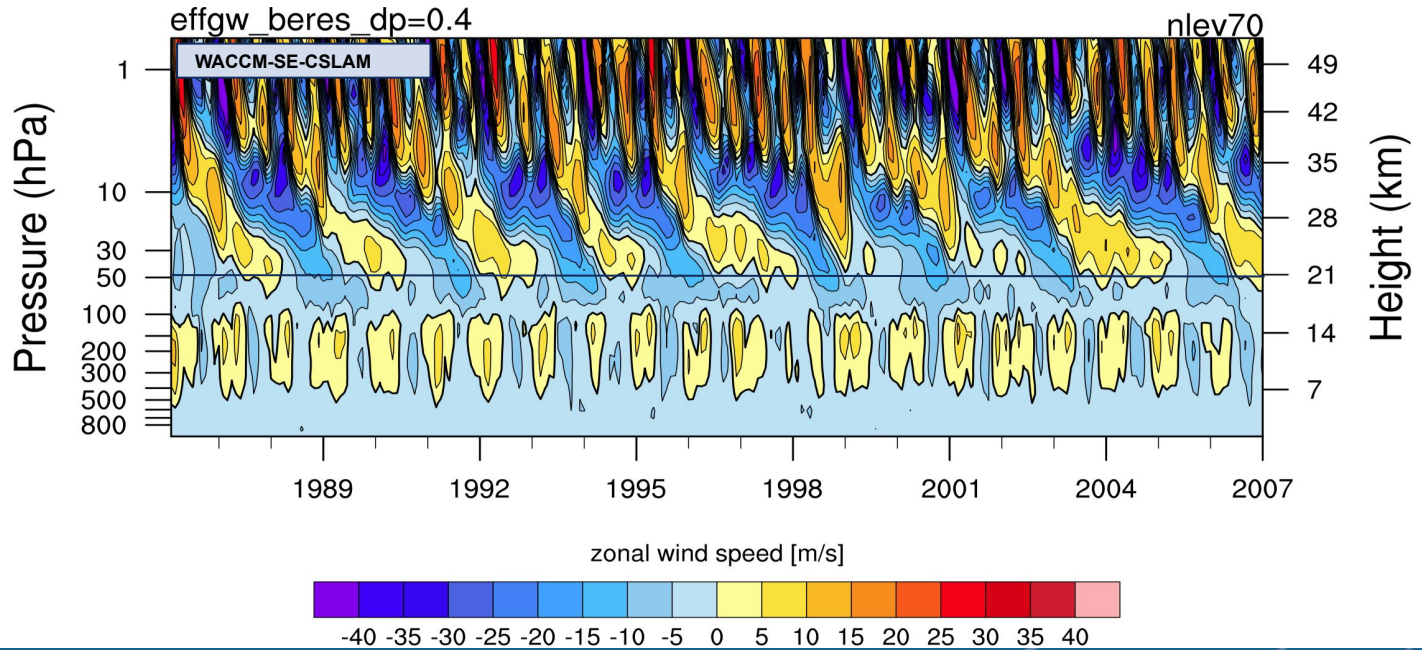 effgw_beres_dp=0.4
nlev70
WACCM-SE-CSLAM
Pressure (hPa)
1
10
30
50
100
200
300
500
800
49
42
35
28
21
14
7
Height (km)
1989 1992 1995 1998 2001 2004 2007
zonal wind speed [m/s]
-40 -35 -30 -25 -20 -15 -10 -5 0 5 10 15 20 25 30 35 40